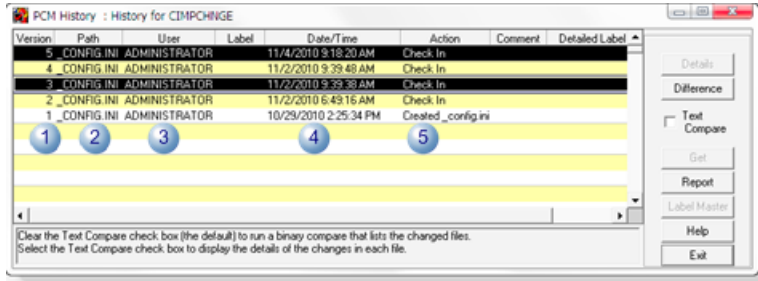 PCM History : History for CIMPCHNGE
Version Path User Label Date/Time Action Comment Detailed Label
5 _CONFIG.INI ADMINISTRATOR 11/4/2010 9:18:20 AM Check In
4 _CONFIG.INI ADMINISTRATOR 11/2/2010 9:39:48 AM Check In
3 _CONFIG.INI ADMINISTRATOR 11/2/2010 9:39:38 AM Check In
2 _CONFIG.INI ADMINISTRATOR 11/2/2010 6:49:16 AM Check In
1 _CONFIG.INI ADMINISTRATOR 10/29/2010 2:25:34 PM Created _config.ini
1 2 3 4 5
Details
Difference
Text
Compare
Get
Report
Label Master
Help
Exit
Clear the Text Compare check box (the default) to run a binary compare that lists the changed files.
Select the Text Compare check box to display the details of the changes in each file.